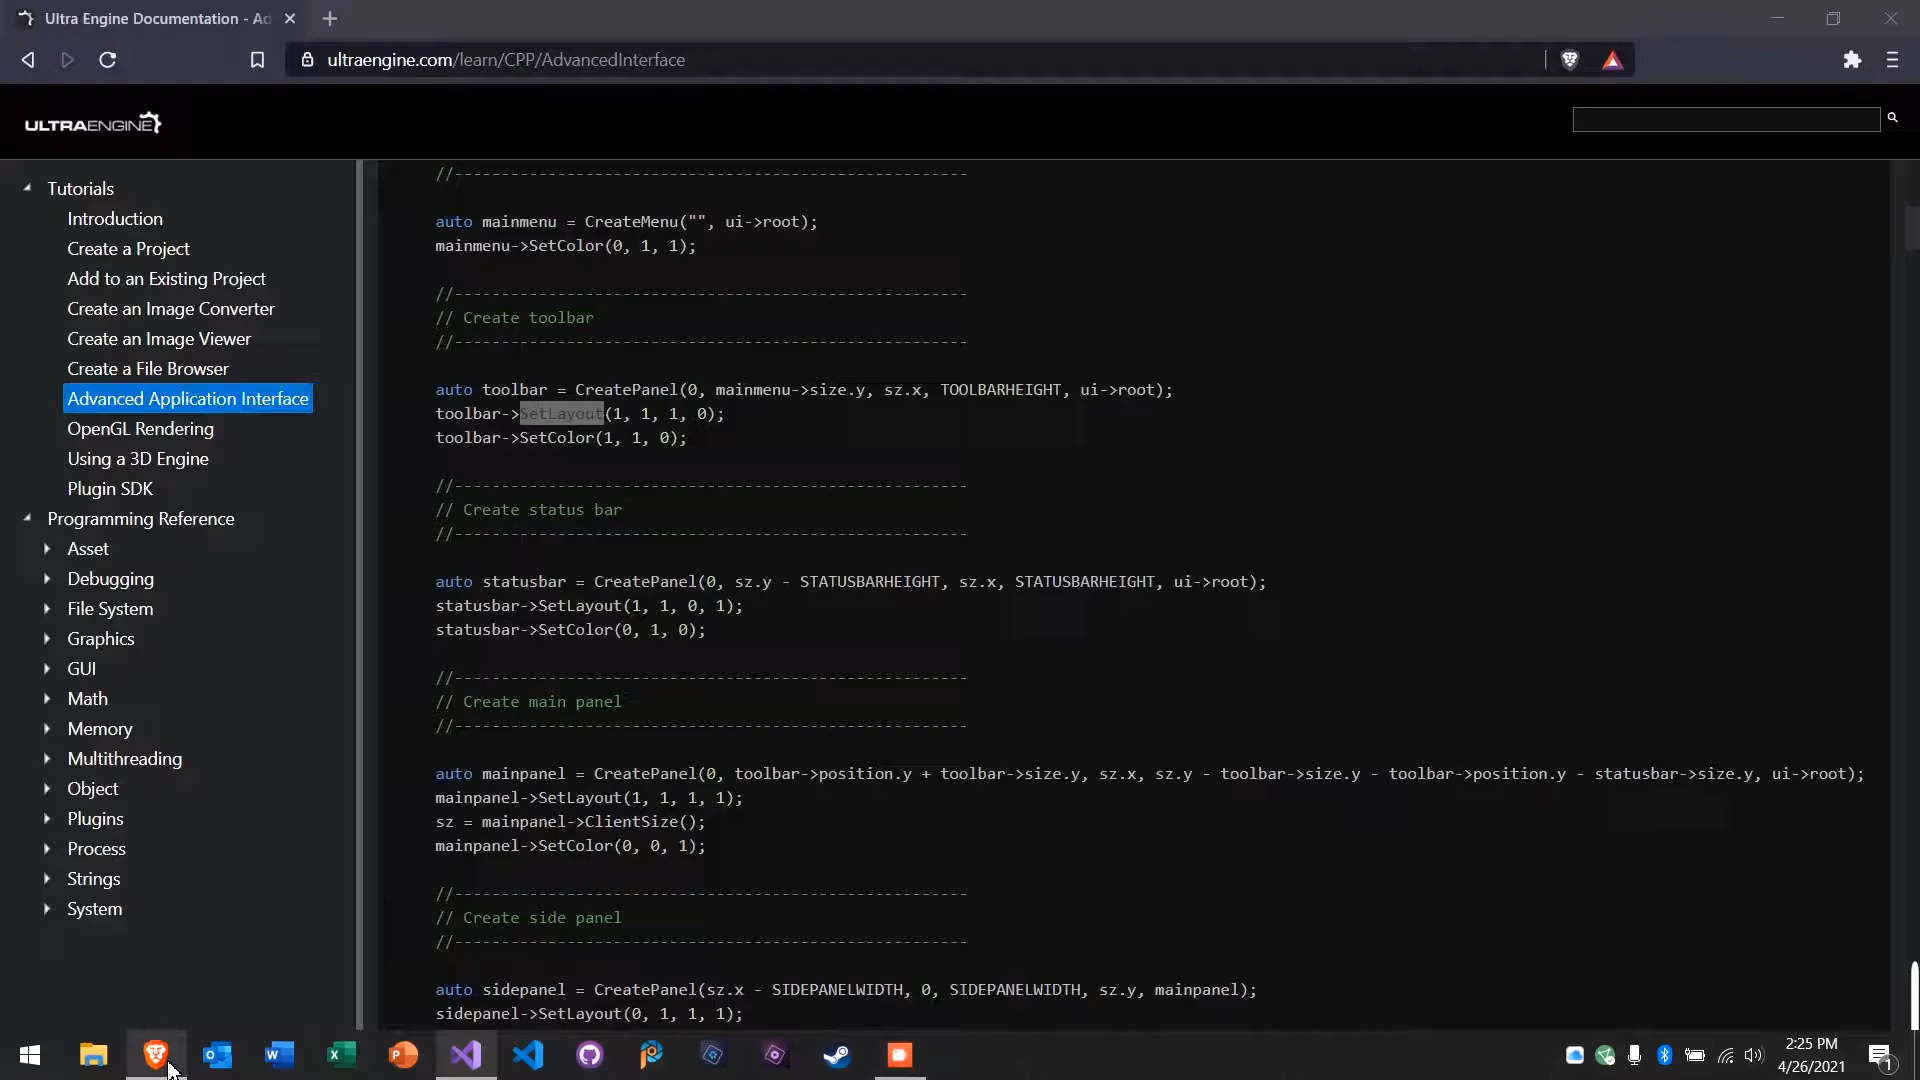 Ultra Engine Documentation - Ad
ultraengine.com/learn/CPP/AdvancedInterface
ULTRAENGINE
Tutorials
Introduction
Create a Project
Add to an Existing Project
Create an Image Converter
Create an Image Viewer
Create a File Browser
Advanced Application Interface
OpenGL Rendering
Using a 3D Engine
Plugin SDK
Programming Reference
Asset
Debugging
File System
Graphics
GUI
Math
Memory
Multithreading
Object
Plugins
Process
Strings
System
//-------------------------------------------------------
auto mainmenu = CreateMenu("", ui->root);
mainmenu->SetColor(0, 1, 1);
//-------------------------------------------------------
// Create toolbar
//-------------------------------------------------------
auto toolbar = CreatePanel(0, mainmenu->size.y, sz.x, TOOLBARHEIGHT, ui->root);
toolbar->SetLayout(1, 1, 1, 0);
toolbar->SetColor(1, 1, 0);
//-------------------------------------------------------
// Create status bar
//-------------------------------------------------------
auto statusbar = CreatePanel(0, sz.y - STATUSBARHEIGHT, sz.x, STATUSBARHEIGHT, ui->root);
statusbar->SetLayout(1, 1, 0, 1);
statusbar->SetColor(0, 1, 0);
//-------------------------------------------------------
// Create main panel
//-------------------------------------------------------
auto mainpanel = CreatePanel(0, toolbar->position.y + toolbar->size.y, sz.x, sz.y - toolbar->size.y - toolbar->position.y - statusbar->size.y, ui->root);
mainpanel->SetLayout(1, 1, 1, 1);
sz = mainpanel->ClientSize();
mainpanel->SetColor(0, 0, 1);
//-------------------------------------------------------
// Create side panel
//-------------------------------------------------------
auto sidepanel = CreatePanel(sz.x - SIDEPANELWIDTH, 0, SIDEPANELWIDTH, sz.y, mainpanel);
sidepanel->SetLayout(0, 1, 1, 1);
2:25 PM
4/26/2021
1